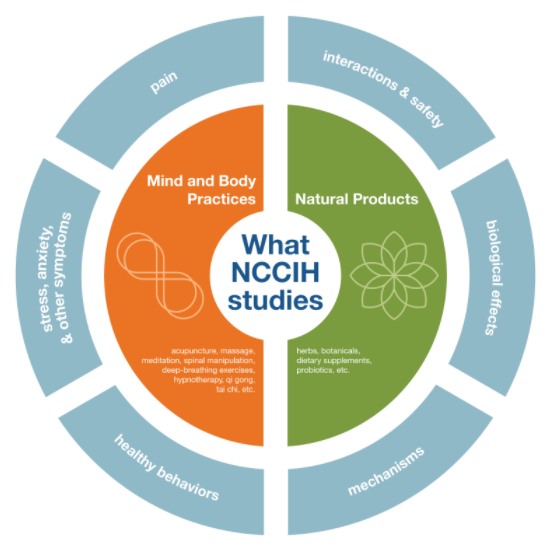 pain
interactions & safety
Mind and Body
Practices
Natural Products
What
NCCIH
studies
stress, anxiety,
& other symptoms
biological effects
acupuncture, massage,
meditation, spinal manipulation,
deep-breathing exercises,
hypnotherapy, qi gong,
tai chi, etc.
herbs, botanicals,
dietary supplements,
probiotics, etc.
healthy behaviors
mechanisms